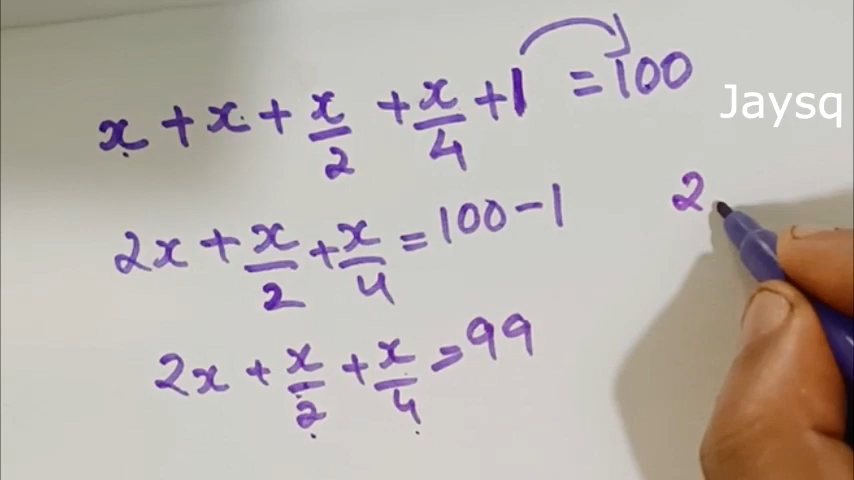 x + x + x/2 + x/4 + 1 = 100
Jaysq
2x + x/2 + x/4 = 100 - 1
2
2x + x/2 + x/4 = 99